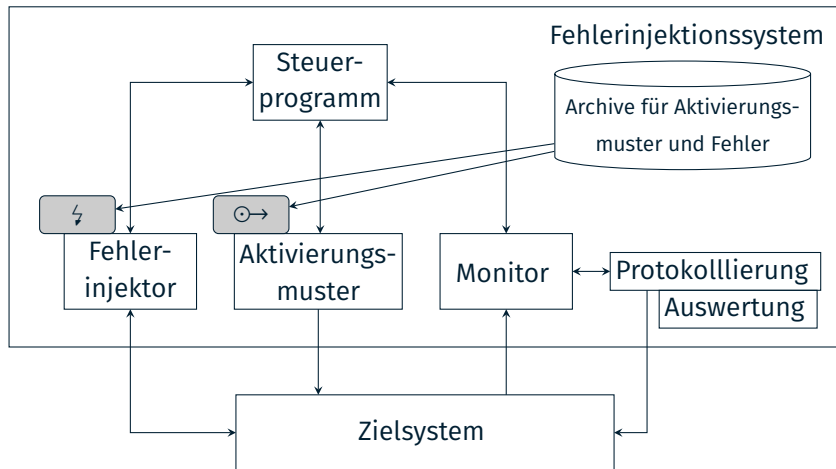 Fehlerinjektionssystem
Steuer-
programm
Archive für Aktivierungs-
muster und Fehler
Fehler-
injektor
Aktivierungs-
muster
Monitor
Protokolllierung
Auswertung
Zielsystem